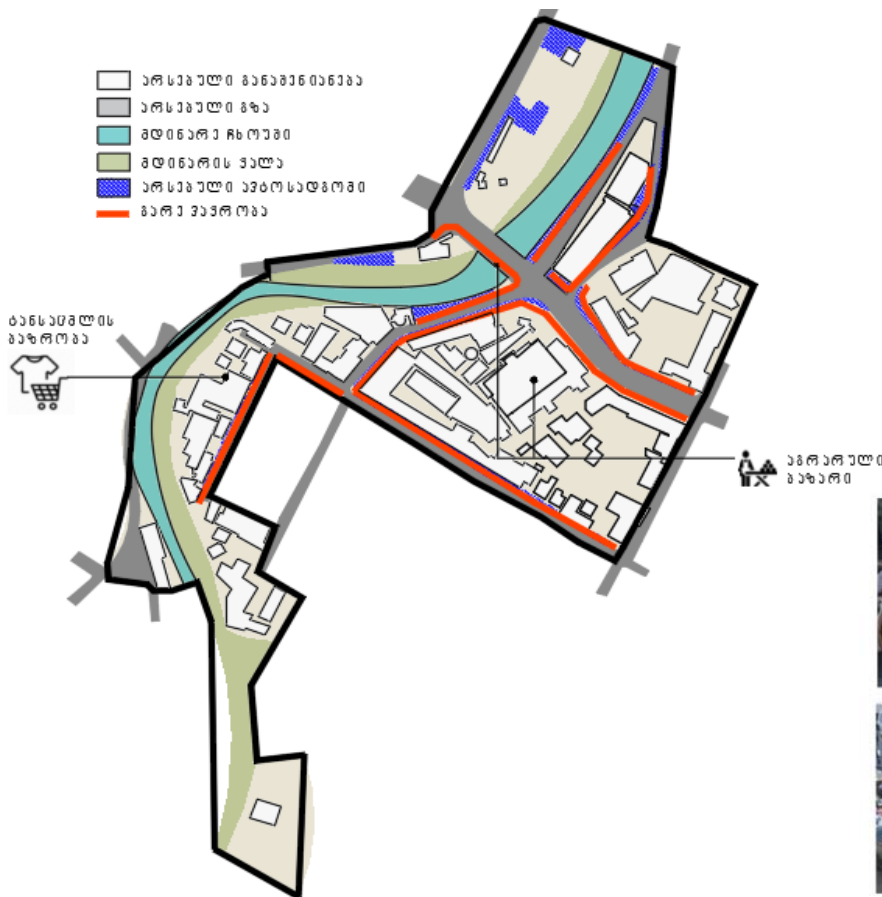 არსებული განაშენიანება
არსებული გზა
მდინარე ჩხოუში
მდინარის ჭალა
არსებული ავტოსადგომი
გარე ვაჭრობა
ტანსაცმლის
ბაზრობა
აგრარული
ბაზარი